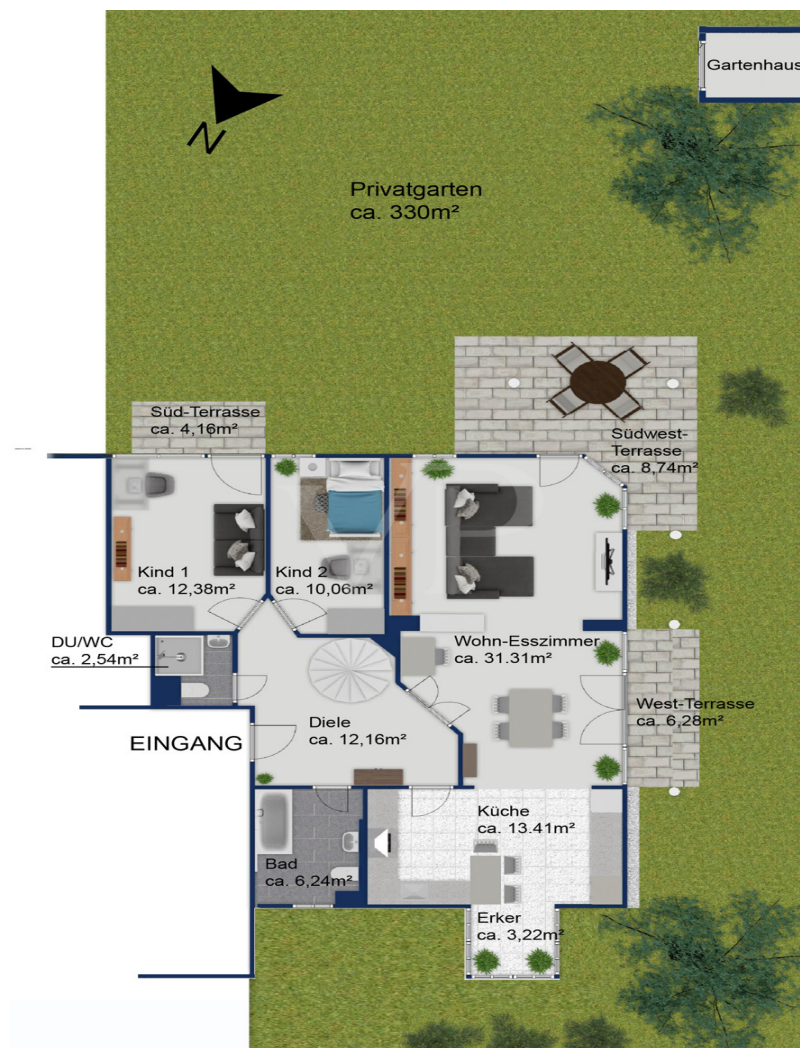 Gartenhaus
N
Privatgarten
ca. 330m²
Süd-Terrasse
ca. 4,16m²
Südwest-
Terrasse
ca. 8,74m²
Kind 1
ca. 12,38m²
Kind 2
ca. 10,06m²
DU/WC
ca. 2,54m²
Wohn-Esszimmer
ca. 31.31m²
West-Terrasse
ca. 6,28m²
Diele
ca. 12,16m²
EINGANG
Küche
ca. 13.41m²
Bad
ca. 6,24m²
Erker
ca. 3,22m²